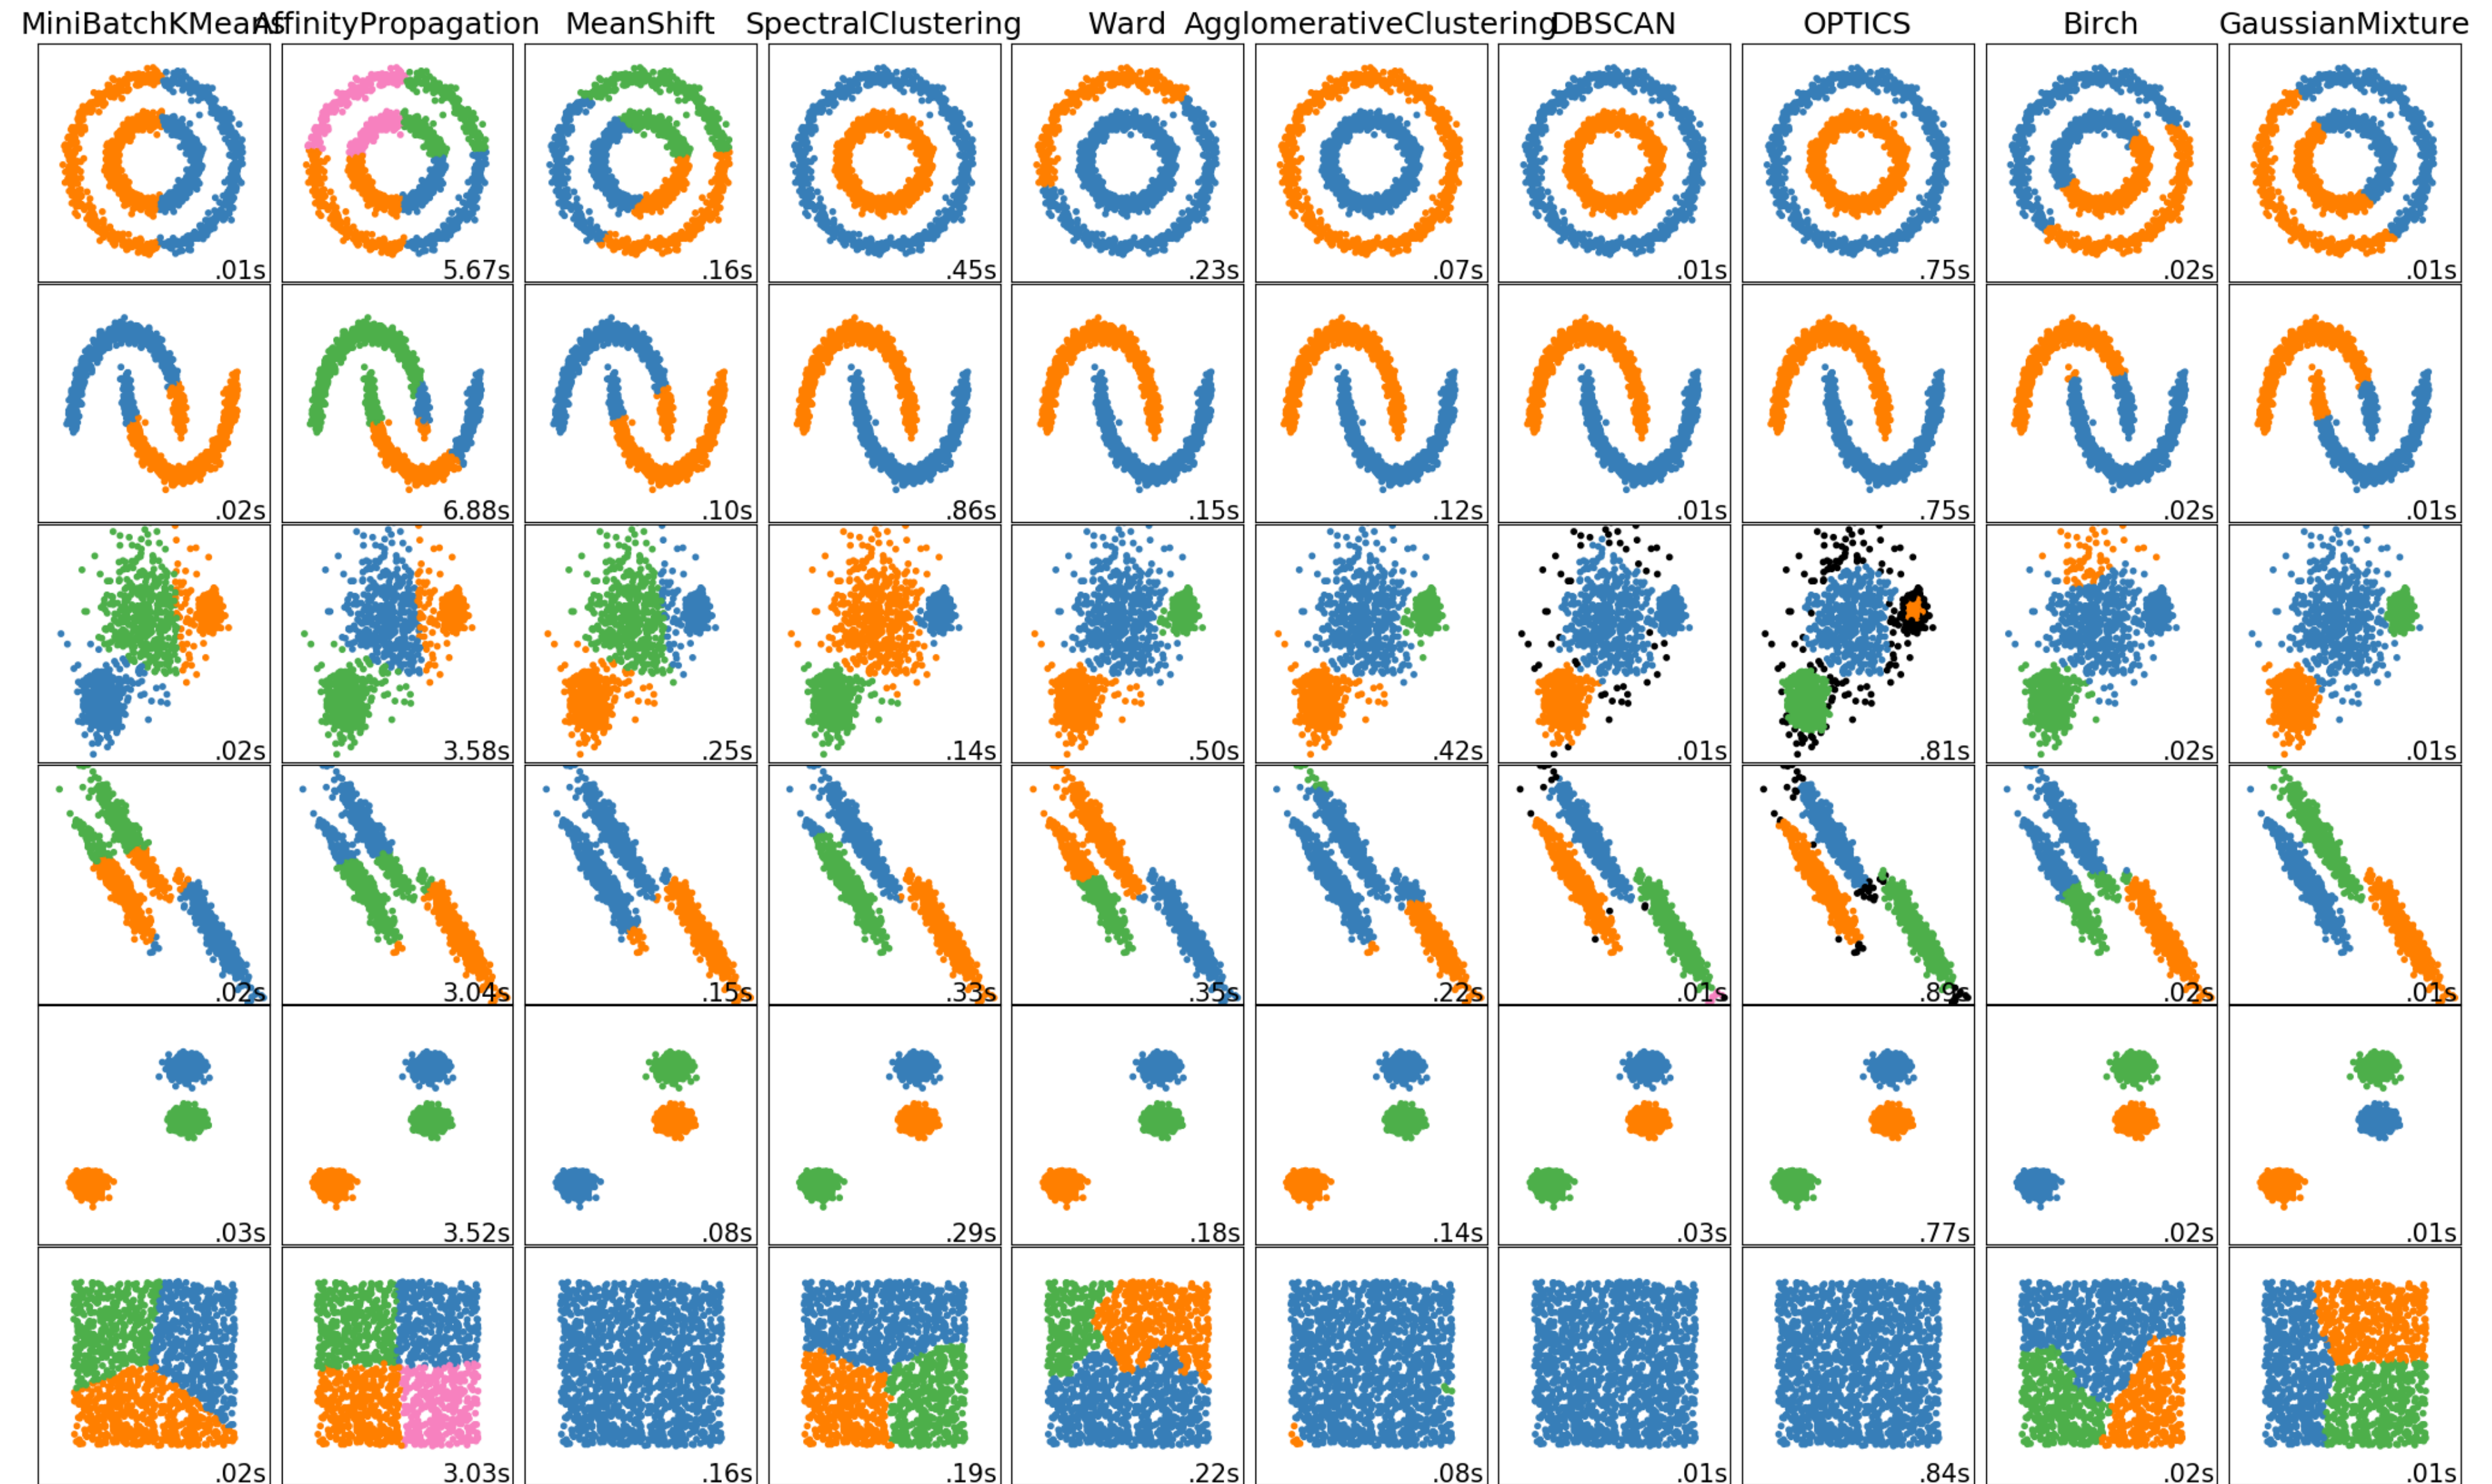 MiniBatchKMeans AffinityPropagation MeanShift SpectralClustering Ward AgglomerativeClustering DBSCAN OPTICS Birch GaussianMixture
.01s 5.67s .16s .45s .23s .07s .01s .75s .02s .01s
.02s 6.88s .10s .86s .15s .12s .01s .75s .02s .01s
.02s 3.58s .25s .14s .50s .42s .01s .81s .02s .01s
.02s 3.04s .15s .33s .35s .22s .01s .89s .02s .01s
.03s 3.52s .08s .29s .18s .14s .03s .77s .02s .01s
.02s 3.03s .16s .19s .22s .08s .01s .84s .02s .01s